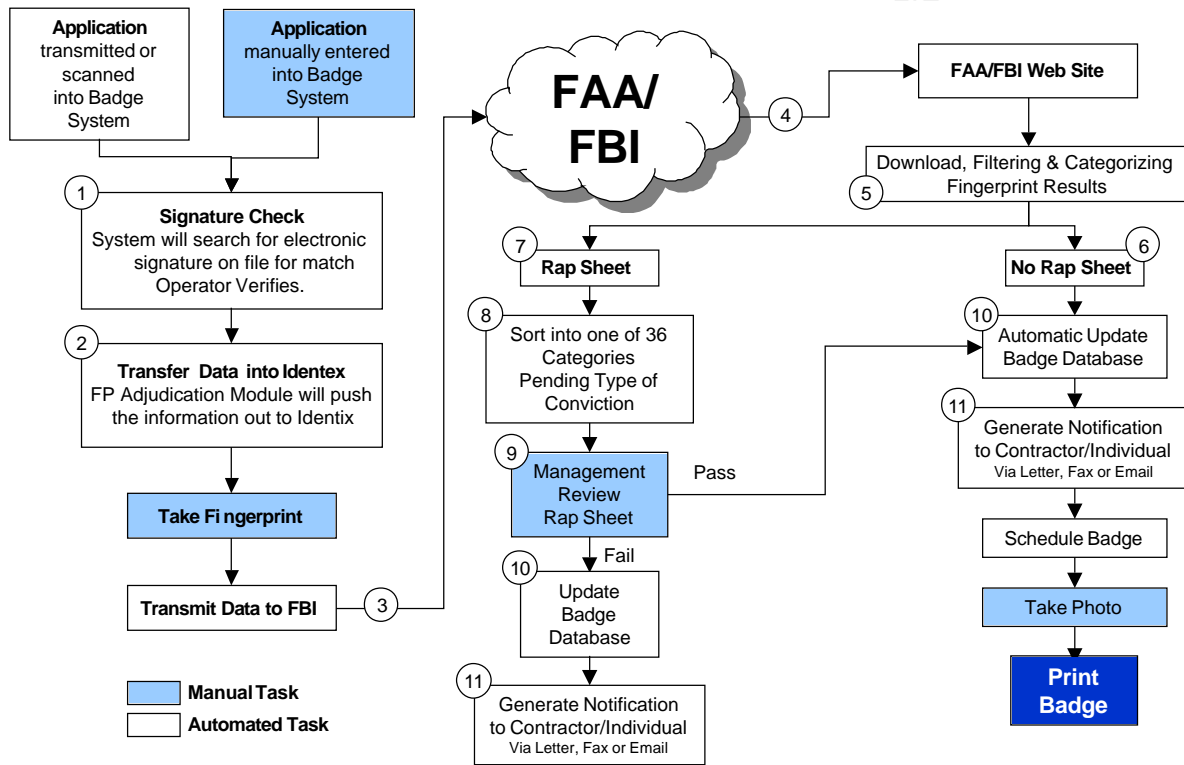 Application
transmitted or
scanned
into Badge
System
Application
manually entered
into Badge
System
FAA/
FBI
4
FAA/FBI Web Site
1
Signature Check
System will search for electronic
signature on file for match
Operator Verifies.
5
Download, Filtering & Categorizing
Fingerprint Results
2
Transfer Data into Identex
FP Adjudication Module will push
the information out to Identix
7
Rap Sheet
6
No Rap Sheet
8
Sort into one of 36
Categories
Pending Type of
Conviction
10
Automatic Update
Badge Database
9
Management
Review
Rap Sheet
Pass
11
Generate Notification
to Contractor/Individual
Via Letter, Fax or Email
Take Fingerprint
Fail
Schedule Badge
Transmit Data to FBI
3
10
Update
Badge
Database
Take Photo
Print
Badge
11
Generate Notification
to Contractor/Individual
Via Letter, Fax or Email
Manual Task
Automated Task